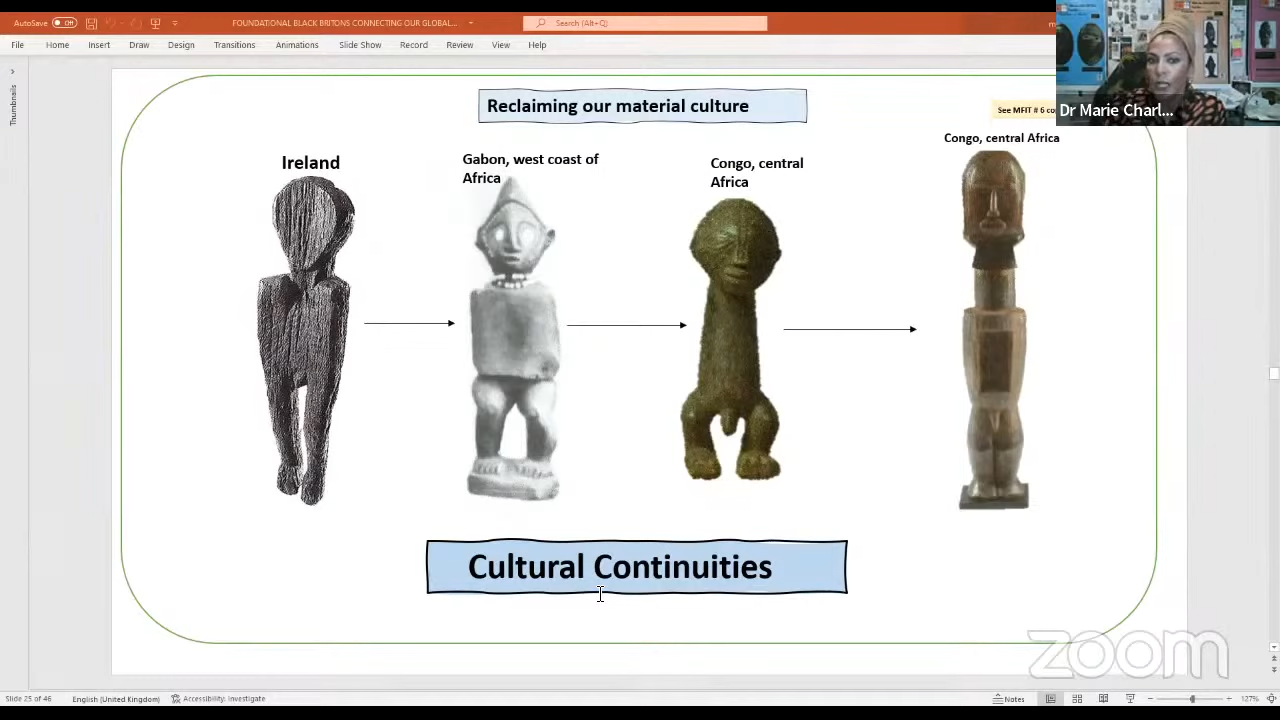 AutoSave Off
FOUNDATIONAL BLACK BRITONS CONNECTING OUR GLOBAL...
Search (Alt+Q)
File Home Insert Draw Design Transitions Animations Slide Show Record Review View Help
Thumbnails
Dr Marie Charl...
Reclaiming our material culture
See MFIT # 6 co
Ireland
Gabon, west coast of
Africa
Congo, central
Africa
Congo, central Africa
Cultural Continuities
zoom
Slide 25 of 46 English (United Kingdom) Accessibility: Investigate Notes 127%